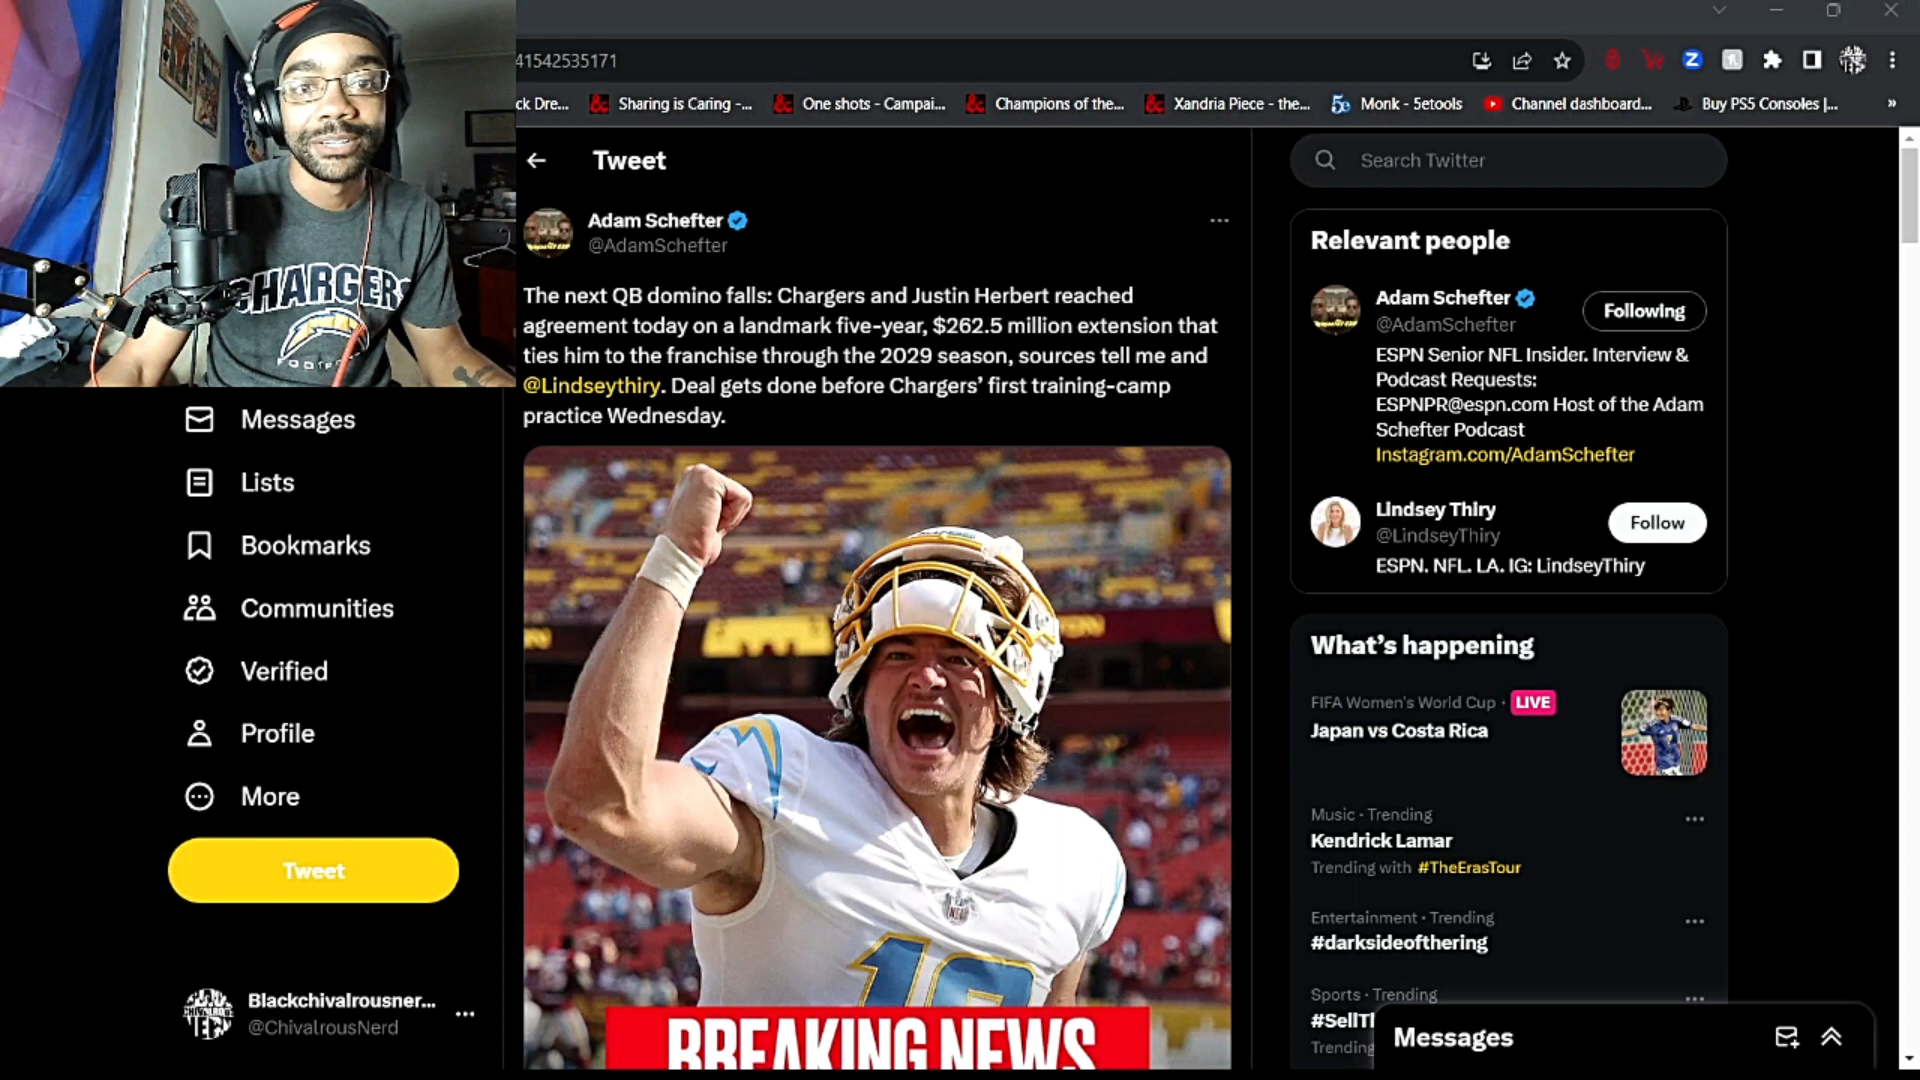 41542535171
ck Dre...
Sharing is Caring -...
One shots - Campai...
Champions of the...
Xandria Piece - the...
Monk - 5etools
Channel dashboard...
Buy PS5 Consoles |...
»
CHARGERS
FOOTB
Messages
Lists
Bookmarks
Communities
Verified
Profile
More
Tweet
Blackchivalrousner...
@ChivalrousNerd
Tweet
Adam Schefter
@AdamSchefter
The next QB domino falls: Chargers and Justin Herbert reached
agreement today on a landmark five-year, $262.5 million extension that
ties him to the franchise through the 2029 season, sources tell me and
@Lindseythiry. Deal gets done before Chargers’ first training-camp
practice Wednesday.
NFL
10
BREAKING NEWS
Search Twitter
Relevant people
Adam Schefter
@AdamSchefter
Following
ESPN Senior NFL Insider. Interview &
Podcast Requests:
ESPNPR@espn.com Host of the Adam
Schefter Podcast
Instagram.com/AdamSchefter
Lindsey Thiry
@LindseyThiry
Follow
ESPN. NFL. LA. IG: LindseyThiry
What’s happening
FIFA Women's World Cup · LIVE
Japan vs Costa Rica
Music · Trending
Kendrick Lamar
Trending with #TheErasTour
Entertainment · Trending
#darksideofthering
Sports · Trending
#SellTh
Trending
Messages